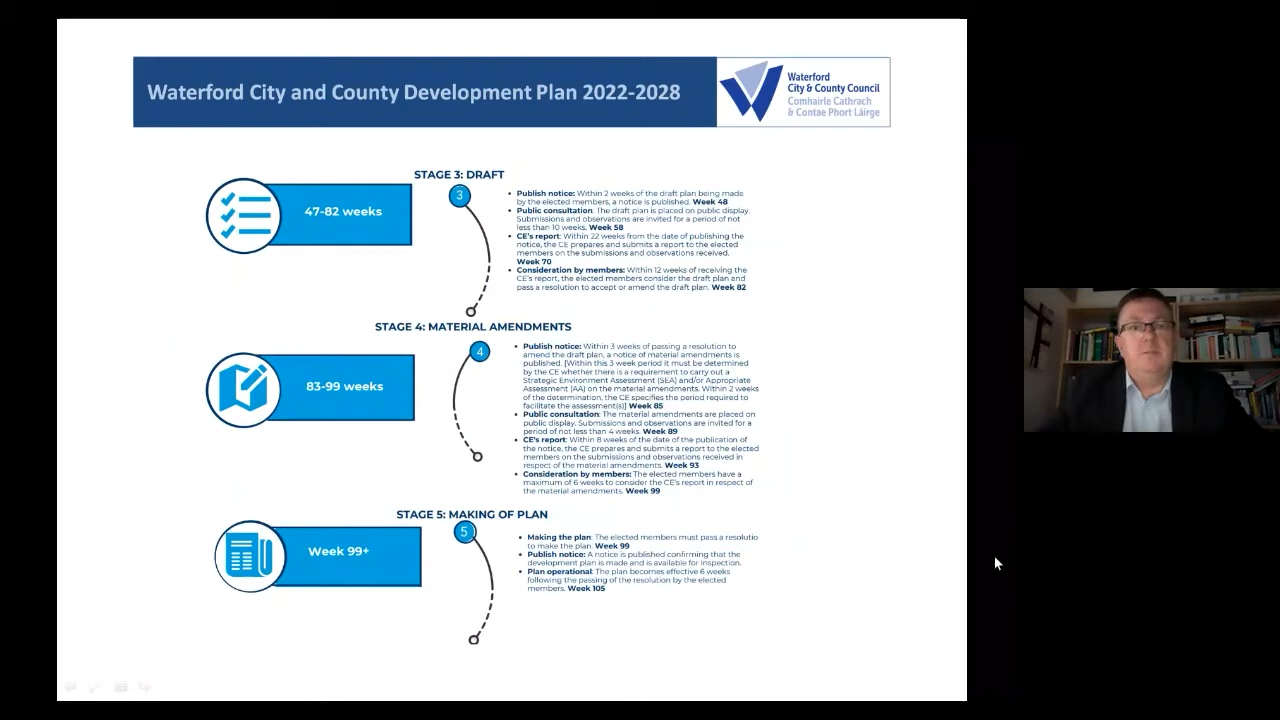 Waterford City and County Development Plan 2022-2028
Waterford
City & County Council
Comhairle Cathrach
& Contae Phort Láirge
STAGE 3: DRAFT
47-82 weeks
3
• Publish notice: Within 2 weeks of the draft plan being made
by the elected members, a notice is published. Week 48
• Public consultation: The draft plan is placed on public display.
Submissions and observations are invited for a period of not
less than 10 weeks. Week 58
• CE's report: Within 22 weeks from the date of publishing the
notice, the CE prepares and submits a report to the elected
members on the submissions and observations received.
Week 70
• Consideration by members: Within 12 weeks of receiving the
CE's report, the elected members consider the draft plan and
pass a resolution to accept or amend the draft plan. Week 82
STAGE 4: MATERIAL AMENDMENTS
83-99 weeks
4
• Publish notice: Within 3 weeks of passing a resolution to
amend the draft plan, a notice of material amendments is
published. [Within this 3 week period it must be determined
by the CE whether there is a requirement to carry out a
Strategic Environment Assessment (SEA) and/or Appropriate
Assessment (AA) on the material amendments. Within 2 weeks
of the determination, the CE specifies the period required to
facilitate the assessment(s)] Week 85
• Public consultation: The material amendments are placed on
public display. Submissions and observations are invited for a
period of not less than 4 weeks. Week 89
• CE's report: Within 8 weeks of the date of the publication of
the notice, the CE prepares and submits a report to the elected
members on the submissions and observations received in
respect of the material amendments. Week 93
• Consideration by members: The elected members have a
maximum of 6 weeks to consider the CE's report in respect of
the material amendments. Week 99
STAGE 5: MAKING OF PLAN
Week 99+
5
• Making the plan: The elected members must pass a resolutio
to make the plan. Week 99
• Publish notice: A notice is published confirming that the
development plan is made and is available for inspection.
• Plan operational: The plan becomes effective 6 weeks
following the passing of the resolution by the elected
members. Week 105